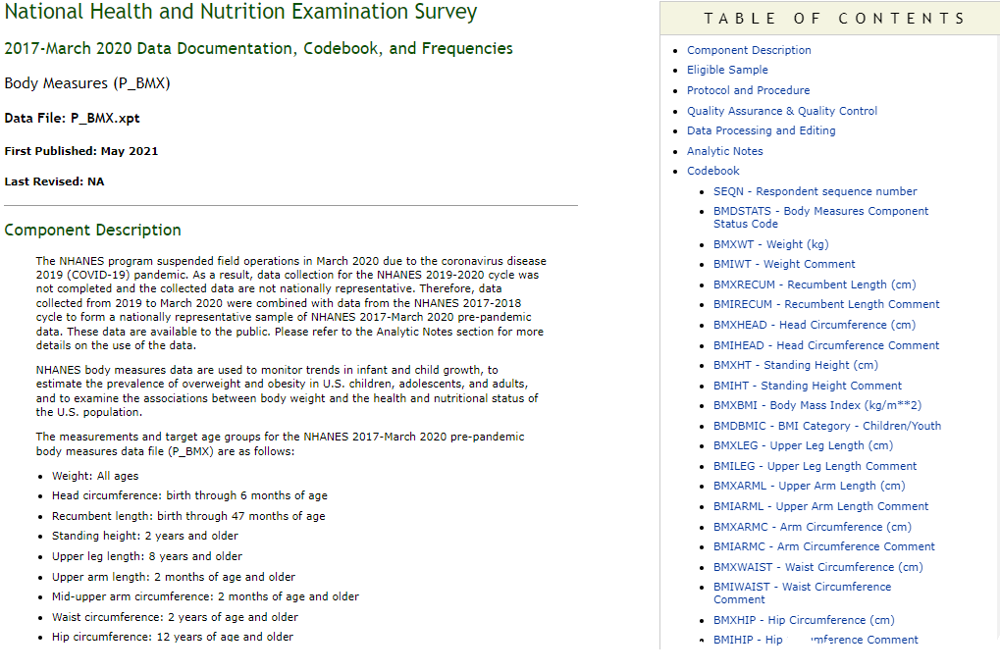 National Health and Nutrition Examination Survey
2017-March 2020 Data Documentation, Codebook, and Frequencies
Body Measures (P_BMX)
Data File: P_BMX.xpt
First Published: May 2021
Last Revised: NA
Component Description
The NHANES program suspended field operations in March 2020 due to the coronavirus disease
2019 (COVID-19) pandemic. As a result, data collection for the NHANES 2019-2020 cycle was
not completed and the collected data are not nationally representative. Therefore, data
collected from 2019 to March 2020 were combined with data from the NHANES 2017-2018
cycle to form a nationally representative sample of NHANES 2017-March 2020 pre-pandemic
data. These data are available to the public. Please refer to the Analytic Notes section for more
details on the use of the data.
NHANES body measures data are used to monitor trends in infant and child growth, to
estimate the prevalence of overweight and obesity in U.S. children, adolescents, and adults,
and to examine the associations between body weight and the health and nutritional status of
the U.S. population.
The measurements and target age groups for the NHANES 2017-March 2020 pre-pandemic
body measures data file (P_BMX) are as follows:
• Weight: All ages
• Head circumference: birth through 6 months of age
• Recumbent length: birth through 47 months of age
• Standing height: 2 years and older
• Upper leg length: 8 years and older
• Upper arm length: 2 months of age and older
• Mid-upper arm circumference: 2 months of age and older
• Waist circumference: 2 years of age and older
• Hip circumference: 12 years of age and older
TABLE OF CONTENTS
• Component Description
• Eligible Sample
• Protocol and Procedure
• Quality Assurance & Quality Control
• Data Processing and Editing
• Analytic Notes
• Codebook
• SEQN - Respondent sequence number
• BMDSTATS - Body Measures Component
Status Code
• BMXWT - Weight (kg)
• BMIWT - Weight Comment
• BMXRECUM - Recumbent Length (cm)
• BMIRECUM - Recumbent Length Comment
• BMXHEAD - Head Circumference (cm)
• BMIHEAD - Head Circumference Comment
• BMXHT - Standing Height (cm)
• BMIHT - Standing Height Comment
• BMXBMI - Body Mass Index (kg/m**2)
• BMDBMIC - BMI Category - Children/Youth
• BMXLEG - Upper Leg Length (cm)
• BMILEG - Upper Leg Length Comment
• BMXARML - Upper Arm Length (cm)
• BMIARML - Upper Arm Length Comment
• BMXARMC - Arm Circumference (cm)
• BMIARMC - Arm Circumference Comment
• BMXWAIST - Waist Circumference (cm)
• BMIWAIST - Waist Circumference
Comment
• BMXHIP - Hip Circumference (cm)
• BMIHIP - Hip Comment